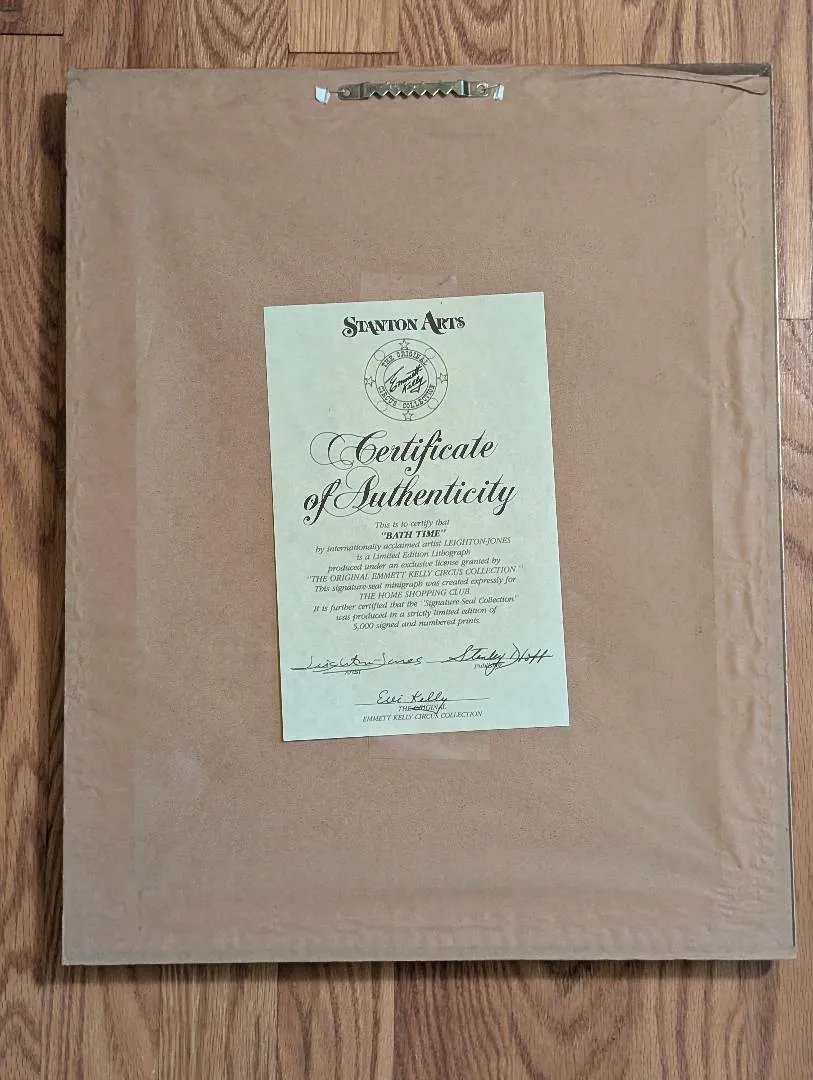 STANTON ARTS
THE ORIGINAL
Emmett
Kelly
CIRCUS COLLECTION
Certificate
of Authenticity
This is to certify that
"BATH TIME"
by internationally acclaimed artist LEIGHTON-JONES
is a Limited Edition Lithograph
produced under an exclusive license granted by
"THE ORIGINAL EMMETT KELLY CIRCUS COLLECTION."
This signature-seal minigraph was created expressly for
THE HOME SHOPPING CLUB.
It is further certified that the "Signature-Seal Collection"
was produced in a strictly limited edition of
5,000 signed and numbered prints.
Leighton-Jones Stanley
ARTIST PUBLISHER
Evi Kelly
THE ORIGINAL
EMMETT KELLY CIRCUS COLLECTION